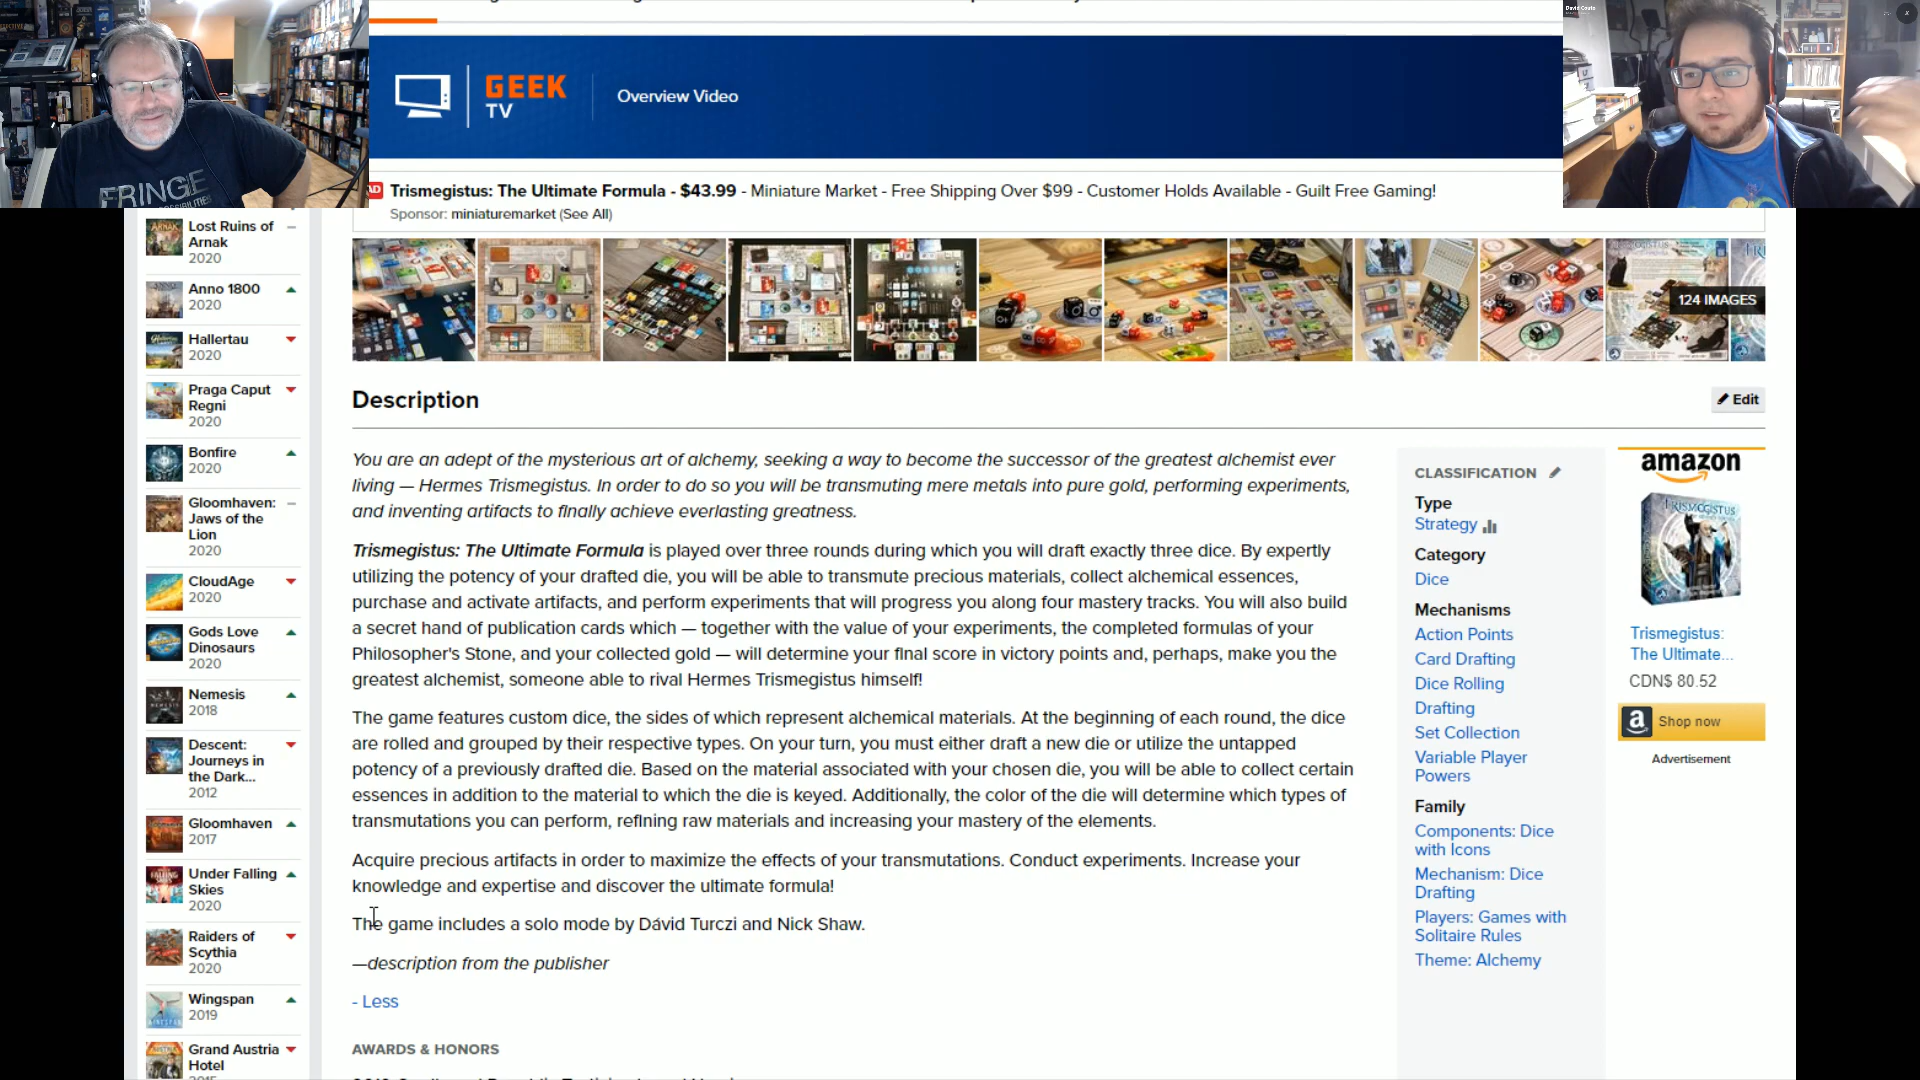 David Couto
FRINGE
GEEK
TV
Overview Video
AD
Trismegistus: The Ultimate Formula - $43.99 - Miniature Market - Free Shipping Over $99 - Customer Holds Available - Guilt Free Gaming!
Sponsor: miniaturemarket (See All)
124 IMAGES
Lost Ruins of
Arnak
2020
Anno 1800
2020
Hallertau
2020
Praga Caput
Regni
2020
Bonfire
2020
Gloomhaven:
Jaws of the
Lion
2020
CloudAge
2020
Gods Love
Dinosaurs
2020
Nemesis
2018
Descent:
Journeys in
the Dark...
2012
Gloomhaven
2017
Under Falling
Skies
2020
Raiders of
Scythia
2020
Wingspan
2019
Grand Austria
Hotel
Description
Edit
You are an adept of the mysterious art of alchemy, seeking a way to become the successor of the greatest alchemist ever
living — Hermes Trismegistus. In order to do so you will be transmuting mere metals into pure gold, performing experiments,
and inventing artifacts to finally achieve everlasting greatness.
Trismegistus: The Ultimate Formula is played over three rounds during which you will draft exactly three dice. By expertly
utilizing the potency of your drafted die, you will be able to transmute precious materials, collect alchemical essences,
purchase and activate artifacts, and perform experiments that will progress you along four mastery tracks. You will also build
a secret hand of publication cards which — together with the value of your experiments, the completed formulas of your
Philosopher's Stone, and your collected gold — will determine your final score in victory points and, perhaps, make you the
greatest alchemist, someone able to rival Hermes Trismegistus himself!
The game features custom dice, the sides of which represent alchemical materials. At the beginning of each round, the dice
are rolled and grouped by their respective types. On your turn, you must either draft a new die or utilize the untapped
potency of a previously drafted die. Based on the material associated with your chosen die, you will be able to collect certain
essences in addition to the material to which the die is keyed. Additionally, the color of the die will determine which types of
transmutations you can perform, refining raw materials and increasing your mastery of the elements.
Acquire precious artifacts in order to maximize the effects of your transmutations. Conduct experiments. Increase your
knowledge and expertise and discover the ultimate formula!
The game includes a solo mode by Dávid Turczi and Nick Shaw.
—description from the publisher
- Less
AWARDS & HONORS
CLASSIFICATION
Type
Strategy
Category
Dice
Mechanisms
Action Points
Card Drafting
Dice Rolling
Drafting
Set Collection
Variable Player
Powers
Family
Components: Dice
with Icons
Mechanism: Dice
Drafting
Players: Games with
Solitaire Rules
Theme: Alchemy
amazon
TRISMEGISTUS
Trismegistus:
The Ultimate...
CDN$ 80.52
a
Shop now
Advertisement